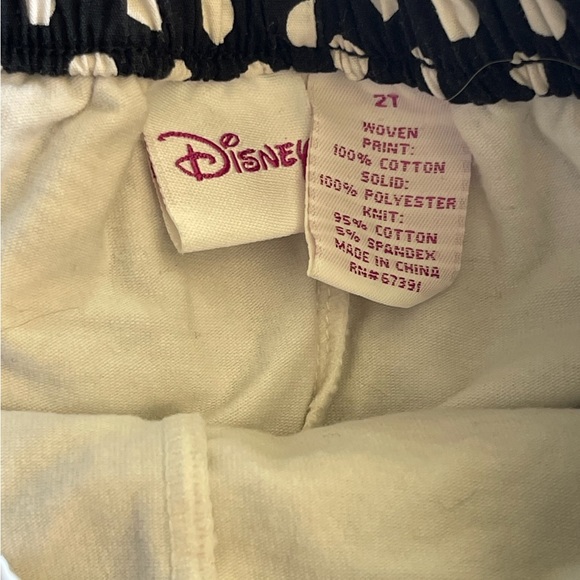 Disney
2T
WOVEN
PRINT:
100% COTTON
SOLID:
100% POLYESTER
KNIT:
95% COTTON
5% SPANDEX
MADE IN CHINA
RN#67391